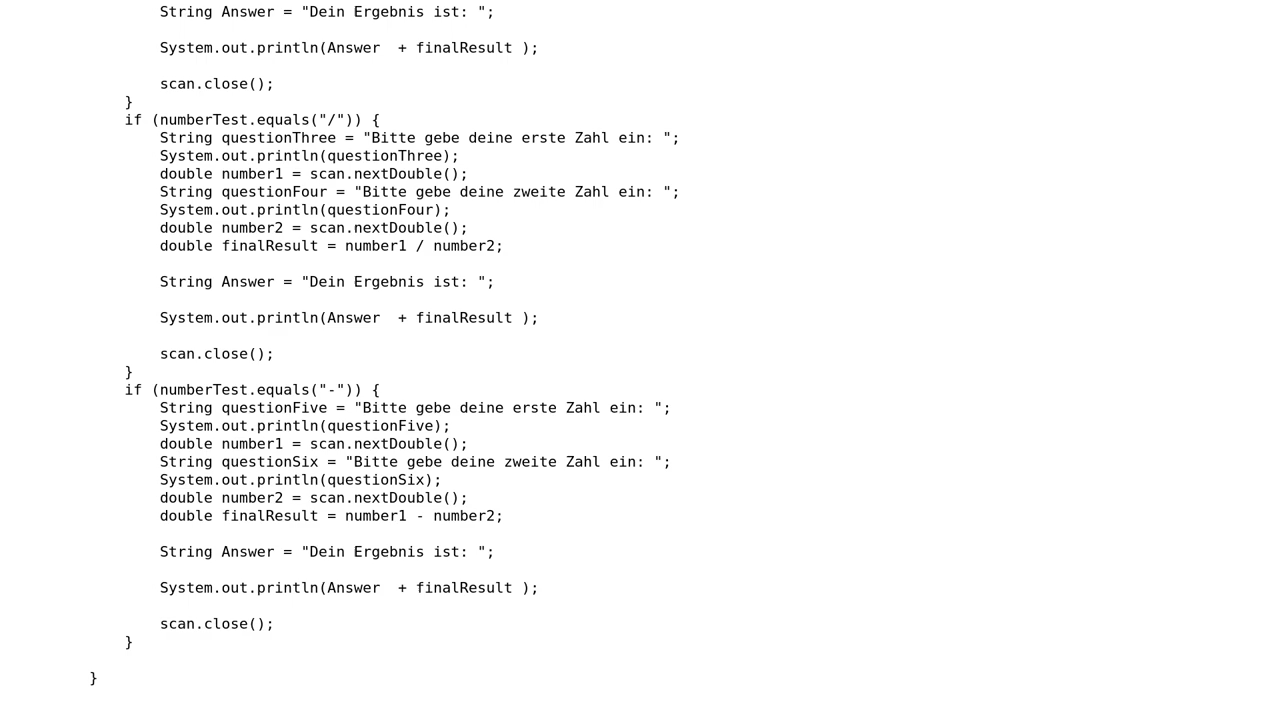 String Answer = "Dein Ergebnis ist: ";
System.out.println(Answer  + finalResult );
scan.close();
}
if (numberTest.equals("/")) {
String questionThree = "Bitte gebe deine erste Zahl ein: ";
System.out.println(questionThree);
double number1 = scan.nextDouble();
String questionFour = "Bitte gebe deine zweite Zahl ein: ";
System.out.println(questionFour);
double number2 = scan.nextDouble();
double finalResult = number1 / number2;
String Answer = "Dein Ergebnis ist: ";
System.out.println(Answer  + finalResult );
scan.close();
}
if (numberTest.equals("-")) {
String questionFive = "Bitte gebe deine erste Zahl ein: ";
System.out.println(questionFive);
double number1 = scan.nextDouble();
String questionSix = "Bitte gebe deine zweite Zahl ein: ";
System.out.println(questionSix);
double number2 = scan.nextDouble();
double finalResult = number1 - number2;
String Answer = "Dein Ergebnis ist: ";
System.out.println(Answer  + finalResult );
scan.close();
}
}